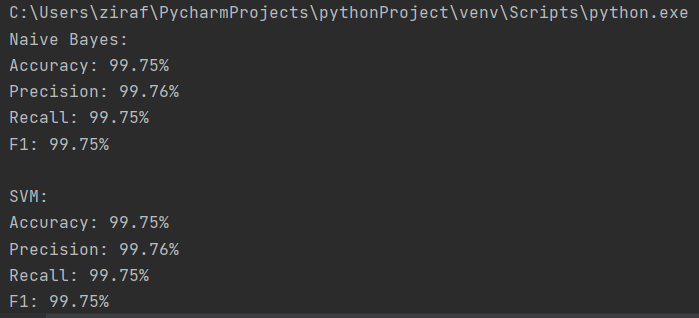 C:\Users\ziraf\PycharmProjects\pythonProject\venv\Scripts\python.exe
Naive Bayes:
Accuracy: 99.75%
Precision: 99.76%
Recall: 99.75%
F1: 99.75%
SVM:
Accuracy: 99.75%
Precision: 99.76%
Recall: 99.75%
F1: 99.75%